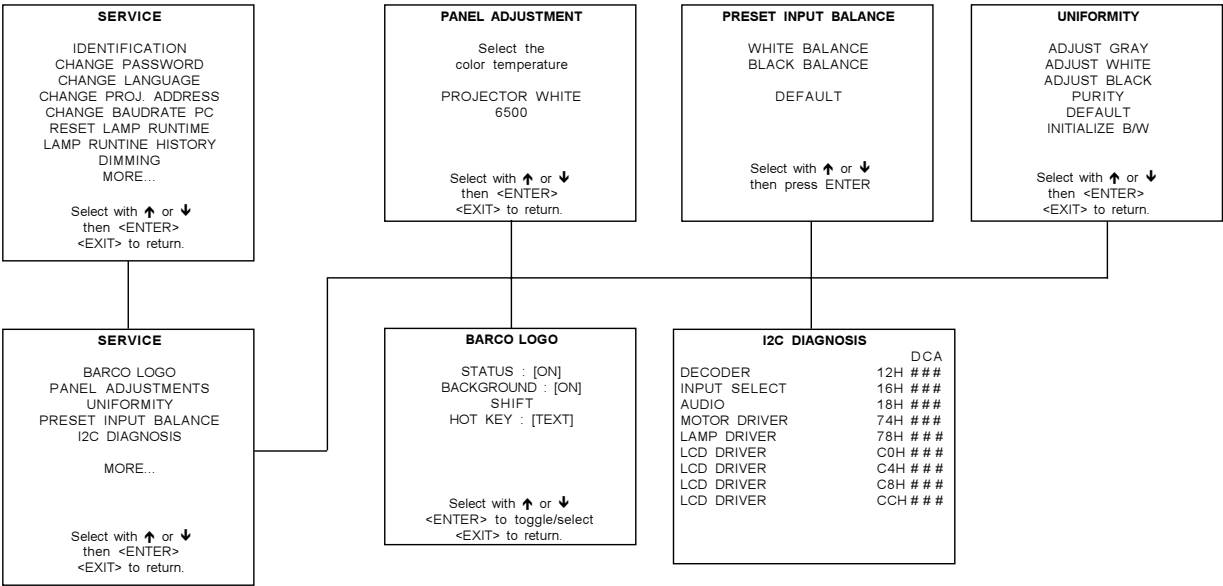 SERVICE
IDENTIFICATION
CHANGE PASSWORD
CHANGE LANGUAGE
CHANGE PROJ. ADDRESS
CHANGE BAUDRATE PC
RESET LAMP RUNTIME
LAMP RUNTINE HISTORY
DIMMING
MORE...
Select with ↑ or ↓
then <ENTER>
<EXIT> to return.
PANEL ADJUSTMENT
Select the
color temperature
PROJECTOR WHITE
6500
Select with ↑ or ↓
then <ENTER>
<EXIT> to return.
PRESET INPUT BALANCE
WHITE BALANCE
BLACK BALANCE
DEFAULT
Select with ↑ or ↓
then press ENTER
UNIFORMITY
ADJUST GRAY
ADJUST WHITE
ADJUST BLACK
PURITY
DEFAULT
INITIALIZE B/W
Select with ↑ or ↓
then <ENTER>
<EXIT> to return.
SERVICE
BARCO LOGO
PANEL ADJUSTMENTS
UNIFORMITY
PRESET INPUT BALANCE
I2C DIAGNOSIS
MORE...
Select with ↑ or ↓
then <ENTER>
<EXIT> to return.
BARCO LOGO
STATUS : [ON]
BACKGROUND : [ON]
SHIFT
HOT KEY : [TEXT]
Select with ↑ or ↓
<ENTER> to toggle/select
<EXIT> to return.
I2C DIAGNOSIS
DCA
DECODER 12H # # #
INPUT SELECT 16H # # #
AUDIO 18H # # #
MOTOR DRIVER 74H # # #
LAMP DRIVER 78H # # #
LCD DRIVER C0H # # #
LCD DRIVER C4H # # #
LCD DRIVER C8H # # #
LCD DRIVER CCH # # #